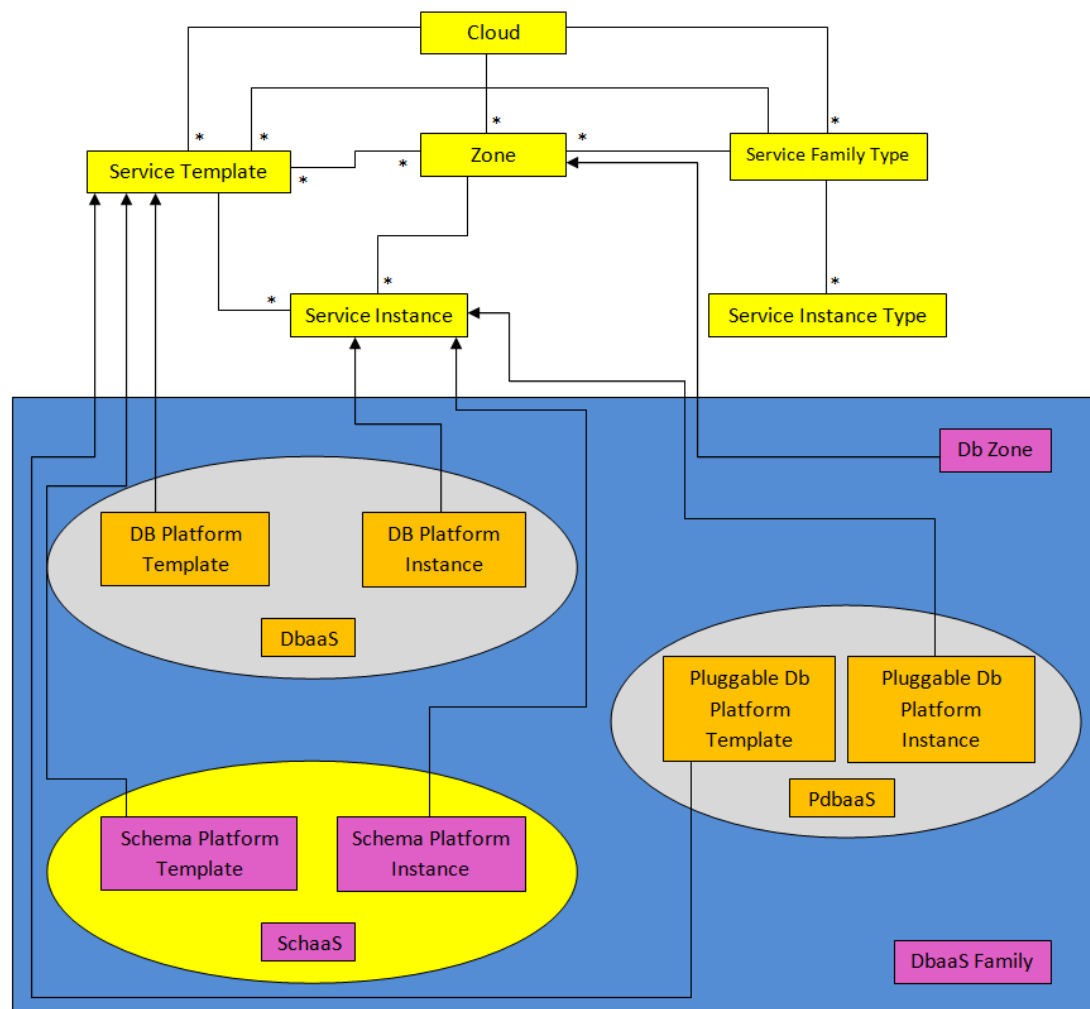 Cloud
*
*
*
*
*
Service Template
*
*
Zone
Service Family Type
*
*
*
Service Instance
Service Instance Type
Db Zone
DB Platform
Template
DB Platform
Instance
DbaaS
Pluggable Db
Platform
Template
Pluggable Db
Platform
Instance
PdbaaS
Schema Platform
Template
Schema Platform
Instance
SchaaS
DbaaS Family